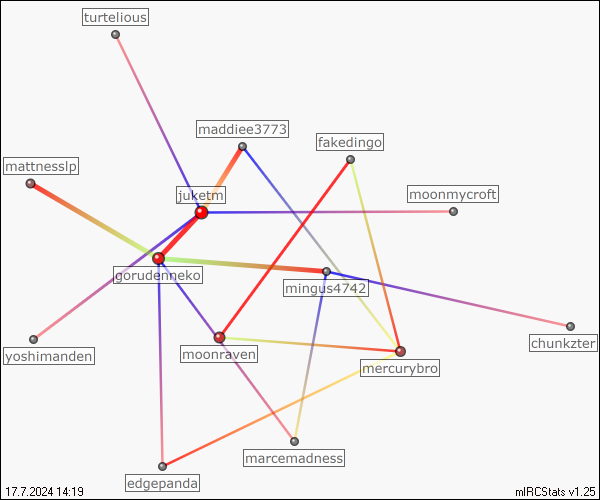 turtelious
maddiee3773
fakedingo
mattnesslp
juketm
moonmycroft
gorudenneko
mingus4742
yoshimanden
moonraven
chunkzter
mercurybro
marcemadness
edgepanda
17.7.2024 14:19
mIRCStats v1.25